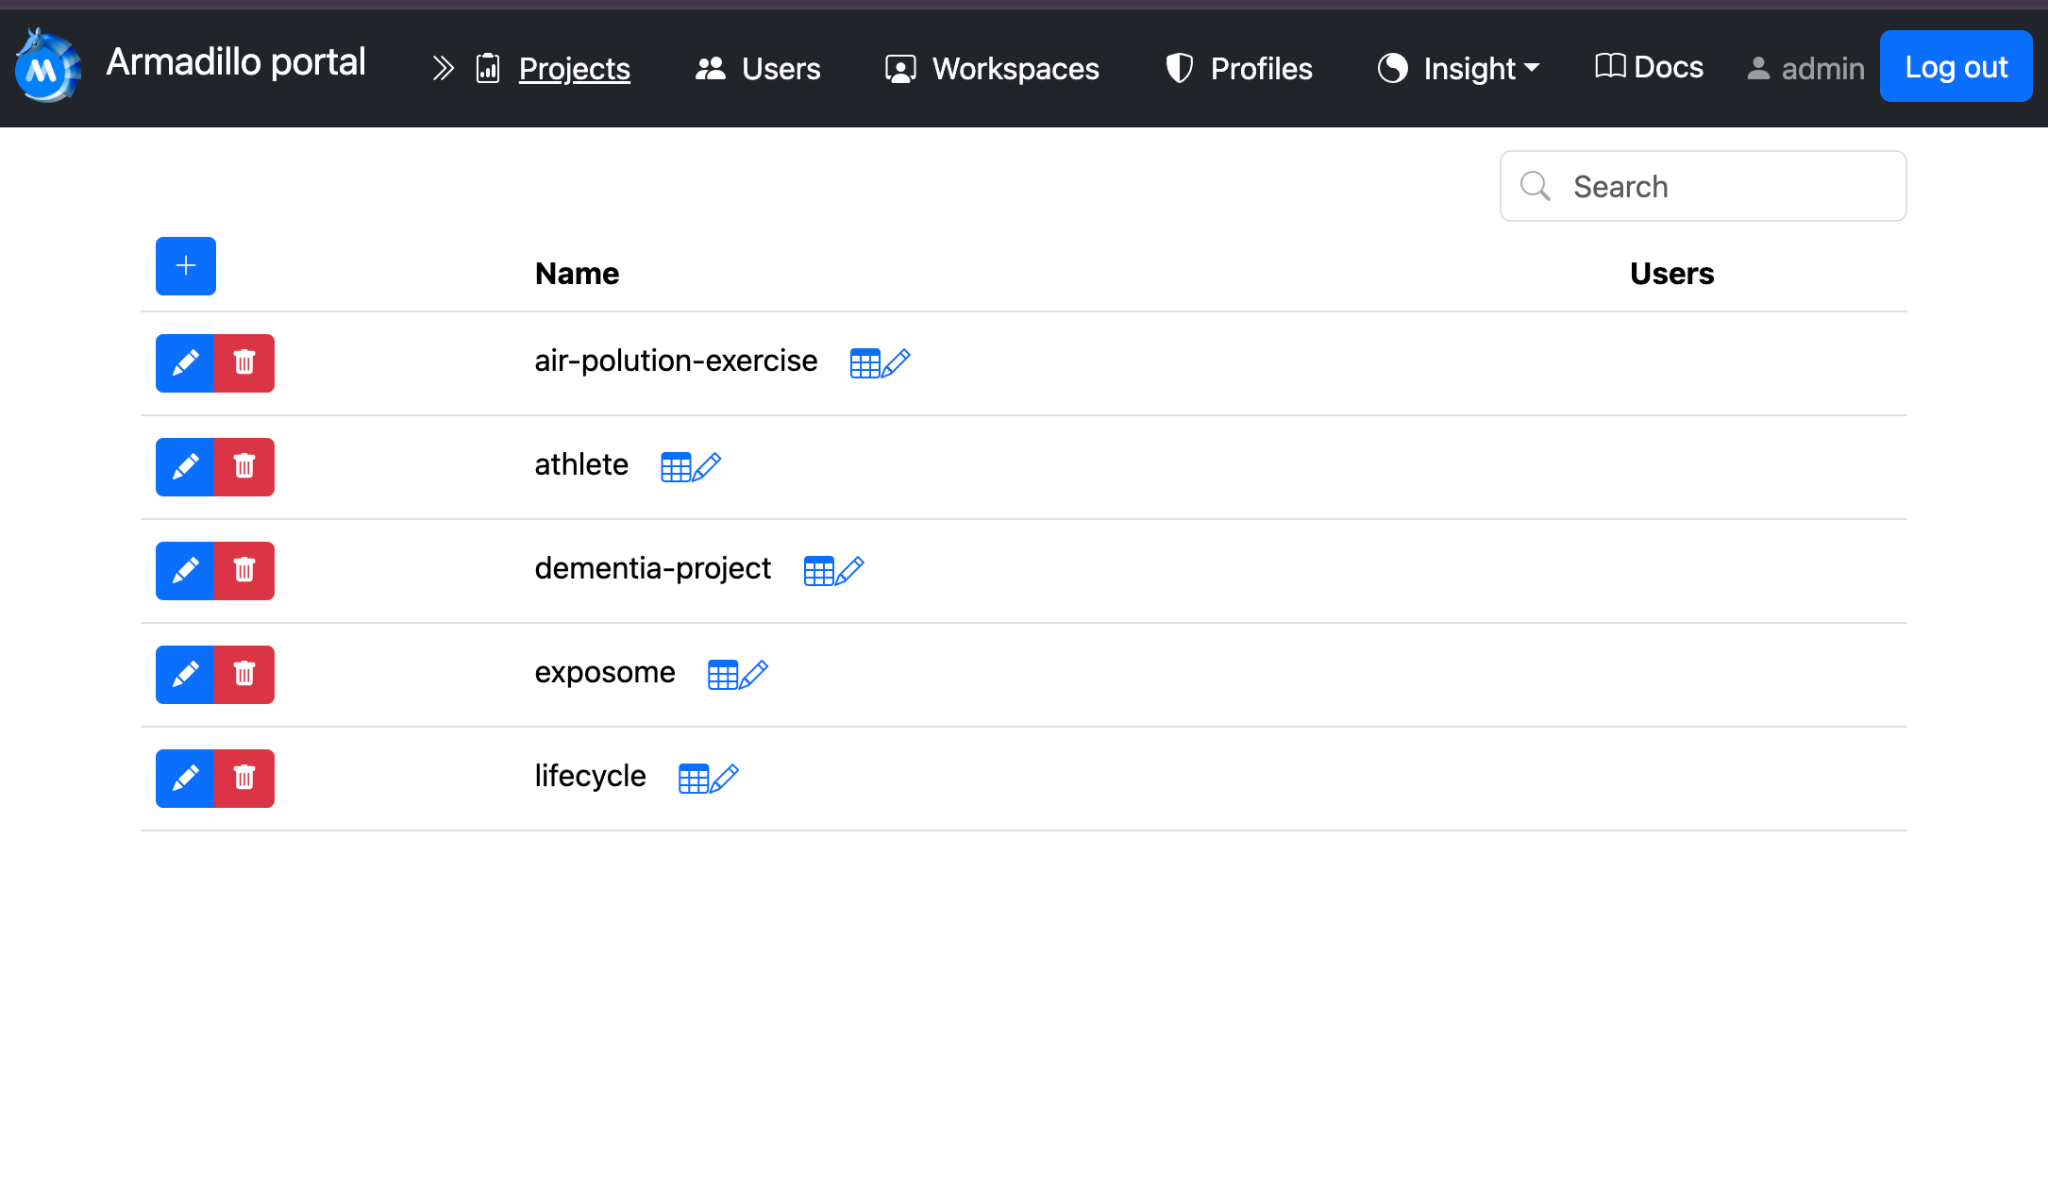 Armadillo portal Projects Users Workspaces Profiles Insight Docs admin Log out
Search
Name Users
air-polution-exercise
athlete
dementia-project
exposome
lifecycle